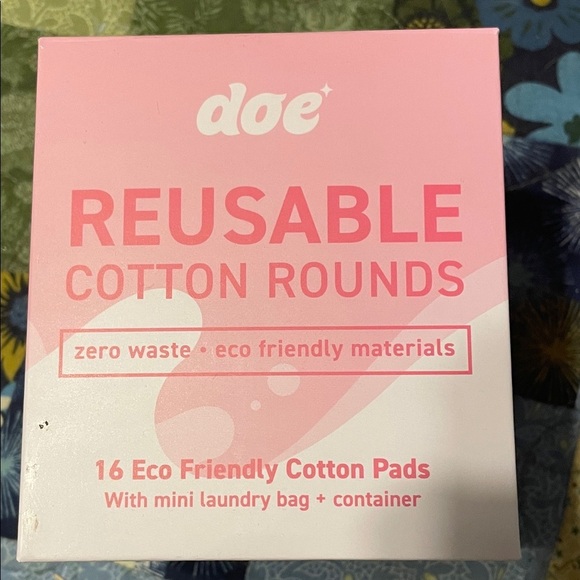 doe
REUSABLE
COTTON ROUNDS
zero waste • eco friendly materials
16 Eco Friendly Cotton Pads
With mini laundry bag + container